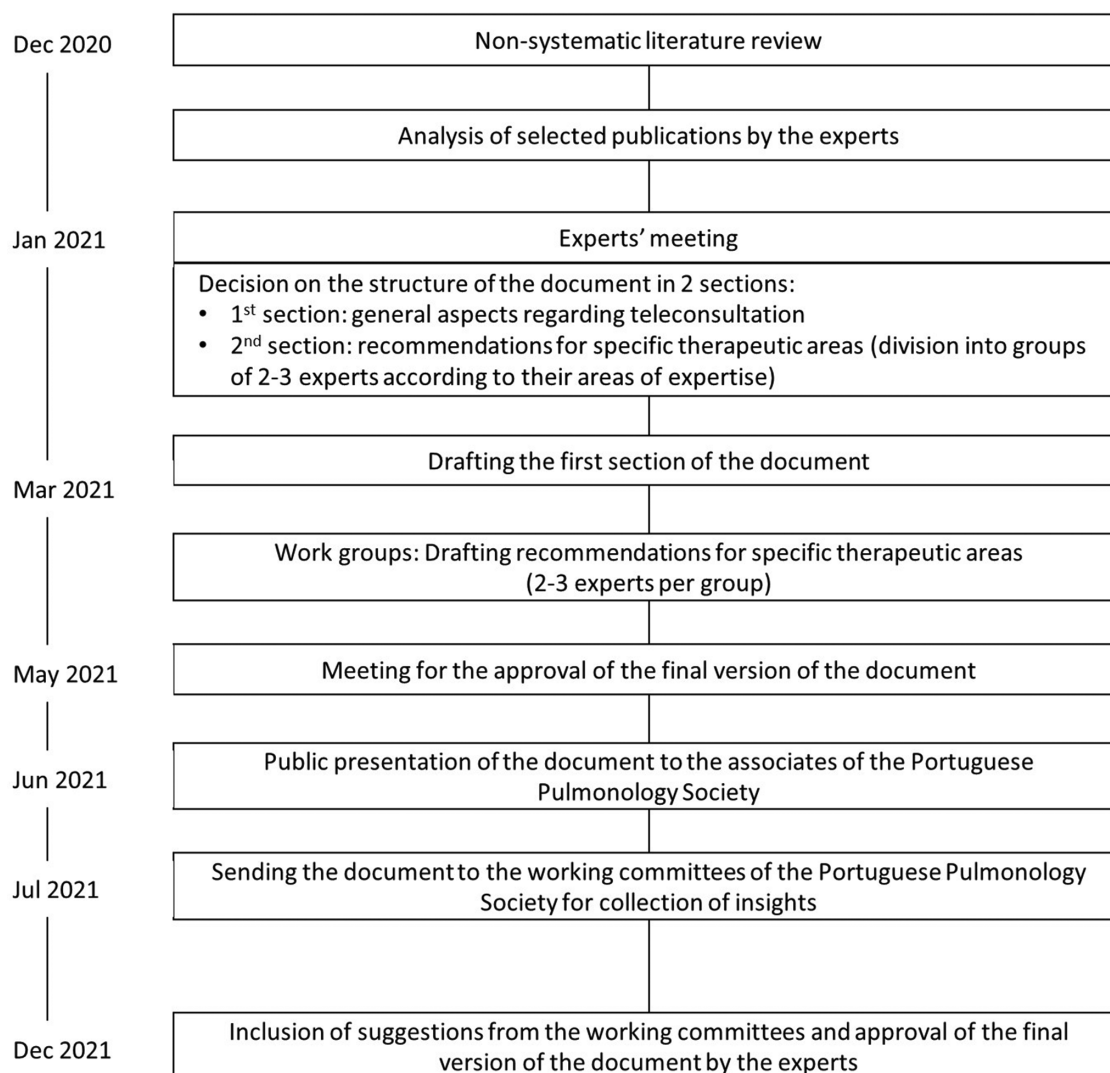 Dec 2020
Non-systematic literature review
Analysis of selected publications by the experts
Jan 2021
Experts’ meeting
Decision on the structure of the document in 2 sections:
• 1st section: general aspects regarding teleconsultation
• 2nd section: recommendations for specific therapeutic areas (division into groups
of 2-3 experts according to their areas of expertise)
Drafting the first section of the document
Mar 2021
Work groups: Drafting recommendations for specific therapeutic areas
(2-3 experts per group)
May 2021
Meeting for the approval of the final version of the document
Jun 2021
Public presentation of the document to the associates of the Portuguese
Pulmonology Society
Jul 2021
Sending the document to the working committees of the Portuguese Pulmonology
Society for collection of insights
Dec 2021
Inclusion of suggestions from the working committees and approval of the final
version of the document by the experts